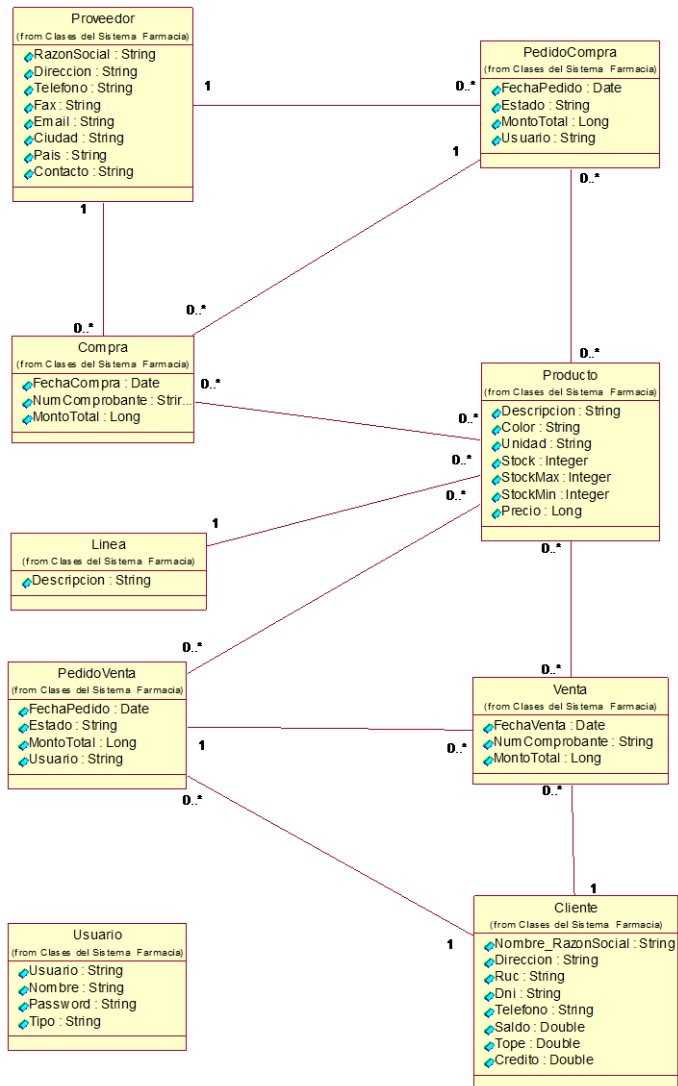 Proveedor
(from Clases del Sistema Farmacia)
RazonSocial : String
Direccion : String
Telefono : String
Fax : String
Email : String
Ciudad : String
Pais : String
Contacto : String
PedidoCompra
(from Clases del Sistema Farmacia)
FechaPedido : Date
Estado : String
MontoTotal : Long
Usuario : String
1
0..*
1
0..*
1
0..*
0..*
0..*
Compra
(from Clases del Sistema Farmacia)
FechaCompra : Date
NumComprobante : Strir...
MontoTotal : Long
0..*
0..*
Producto
(from Clases del Sistema Farmacia)
Descripcion : String
Color : String
Unidad : String
Stock : Integer
StockMax : Integer
StockMin : Integer
Precio : Long
0..*
0..*
1
0..*
Linea
(from Clases del Sistema Farmacia)
Descripcion : String
0..*
0..*
PedidoVenta
(from Clases del Sistema Farmacia)
FechaPedido : Date
Estado : String
MontoTotal : Long
Usuario : String
Venta
(from Clases del Sistema Farmacia)
FechaVenta : Date
NumComprobante : String
MontoTotal : Long
1
0..*
0..*
0..*
1
1
Usuario
(from Clases del Sistema Farmacia)
Usuario : String
Nombre : String
Password : String
Tipo : String
Cliente
(from Clases del Sistema Farmacia)
Nombre_RazonSocial : String
Direccion : String
Ruc : String
Dni : String
Telefono : String
Saldo : Double
Tope : Double
Credito : Double